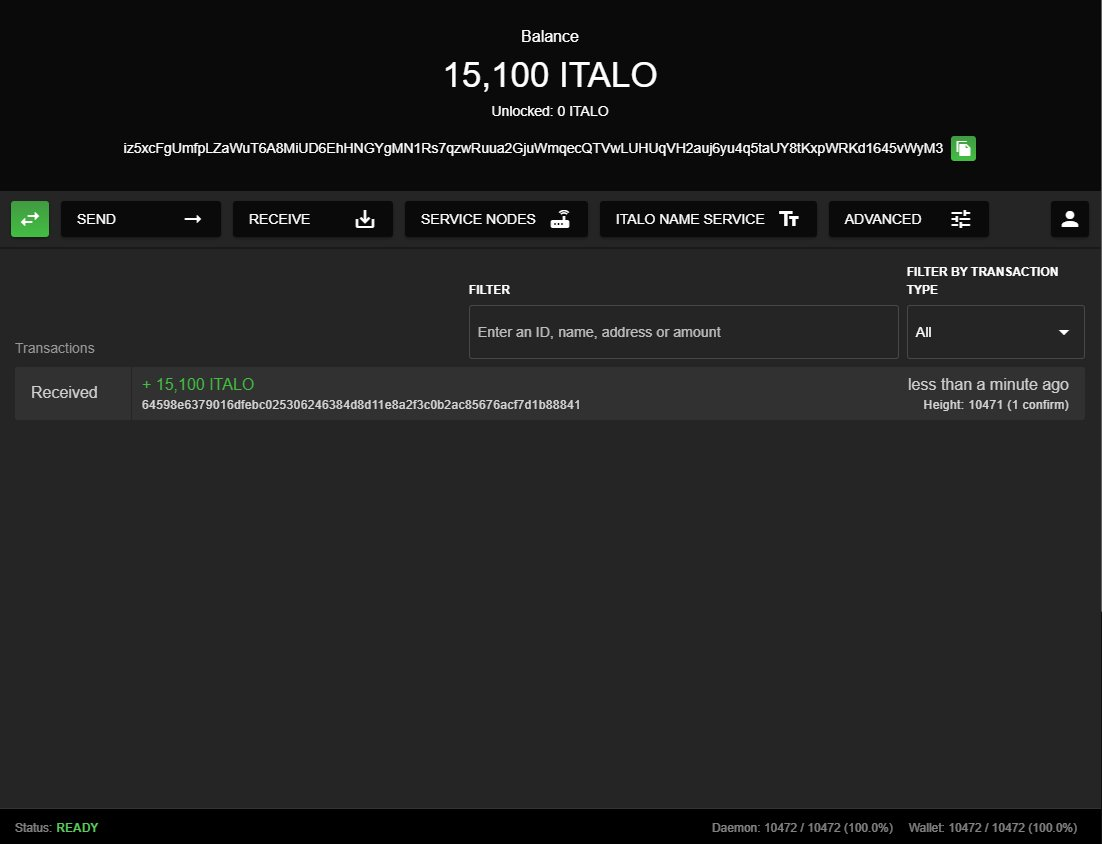 Balance
15,100 ITALO
Unlocked: 0 ITALO
iz5xcFgUmfpLZaWuT6A8MiUD6EhHNGYgMN1Rs7qzwRuua2GjuWmqecQTVwLUHUqVH2auj6yu4q5taUY8tKxpWRKd1645vWyM3
SEND
RECEIVE
SERVICE NODES
ITALO NAME SERVICE
ADVANCED
FILTER
FILTER BY TRANSACTION
TYPE
Enter an ID, name, address or amount
All
Transactions
Received
+ 15,100 ITALO
less than a minute ago
64598e6379016dfebc025306246384d8d11e8a2f3c0b2ac85676acf7d1b88841
Height: 10471 (1 confirm)
Status: READY
Daemon: 10472 / 10472 (100.0%)
Wallet: 10472 / 10472 (100.0%)